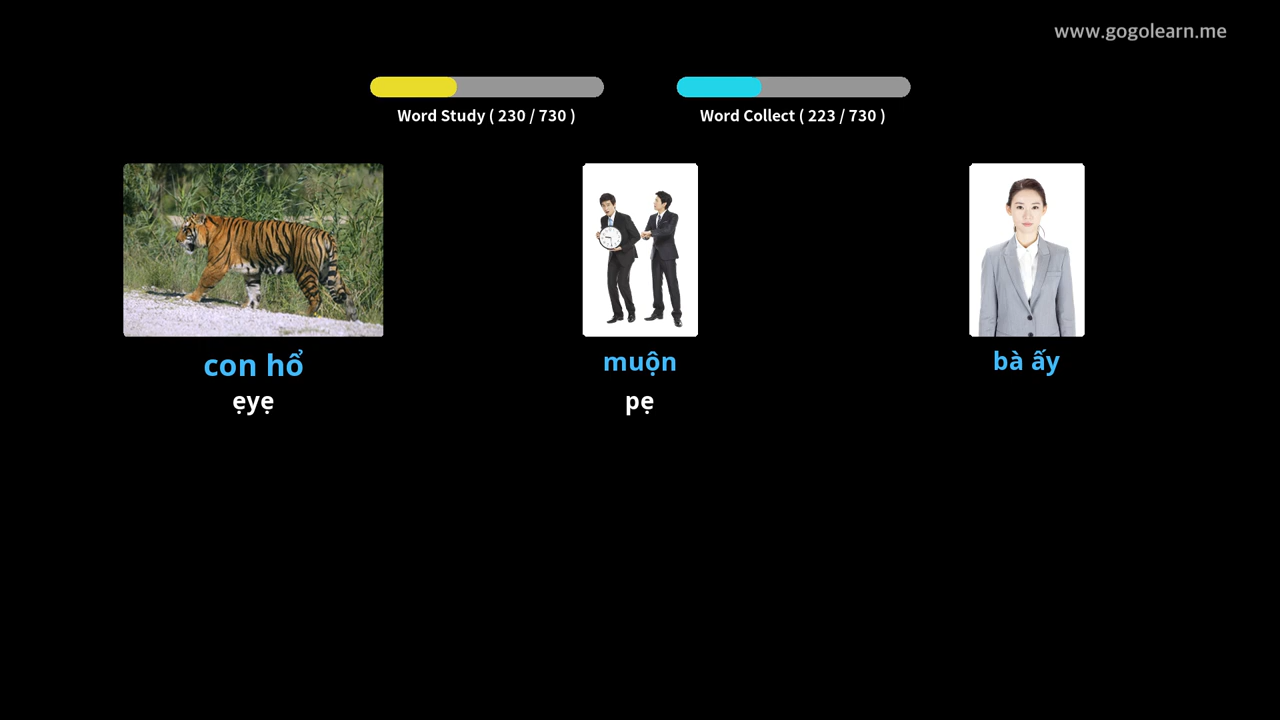 www.gogolearn.me
Word Study ( 230 / 730 )
Word Collect ( 223 / 730 )
con hổ
ẹyẹ
muộn
pẹ
bà ấy